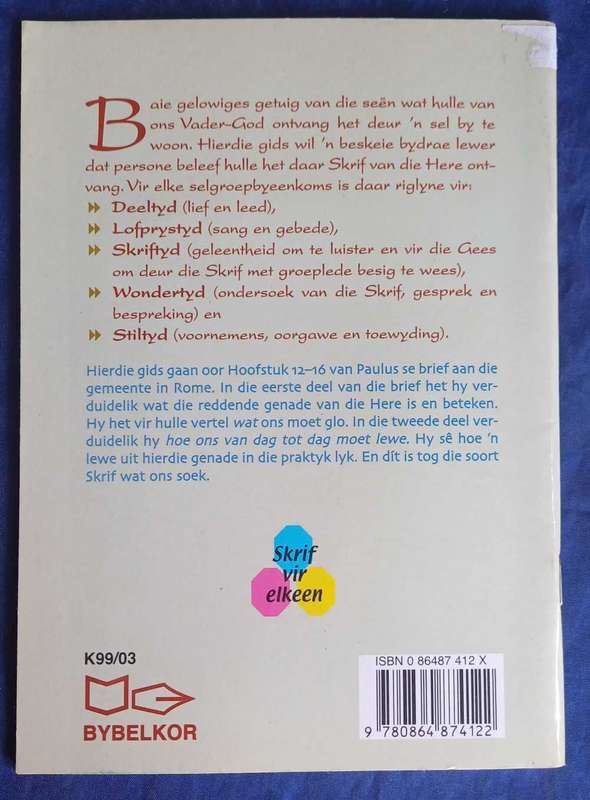 Baie gelowiges getuig van die seën wat hulle van
ons Vader-God ontvang het deur 'n sel by te
woon. Hierdie gids wil 'n beskeie bydrae lewer
dat persone beleef hulle het daar Skrif van die Here ont-
vang. Vir elke selgroepbyeenkoms is daar riglyne vir:
Deeltyd (lief en leed),
Lofprystyd (sang en gebede),
Skriftyd (geleentheid om te luister en vir die Gees
om deur die Skrif met groeplede besig te wees),
Wondertyd (ondersoek van die Skrif, gesprek en
bespreking) en
Stiltyd (voornemens, oorgawe en toewyding).
Hierdie gids gaan oor Hoofstuk 12–16 van Paulus se brief aan die
gemeente in Rome. In die eerste deel van die brief het hy ver-
duidelik wat die reddende genade van die Here is en beteken.
Hy het vir hulle vertel wat ons moet glo. In die tweede deel ver-
duidelik hy hoe ons van dag tot dag moet lewe. Hy sê hoe 'n
lewe uit hierdie genade in die praktyk lyk. En dít is tog die soort
Skrif wat ons soek.
Skrif
vir
elkeen
K99/03
BYBELKOR
ISBN 0 86487 412 X
9 780864 874122